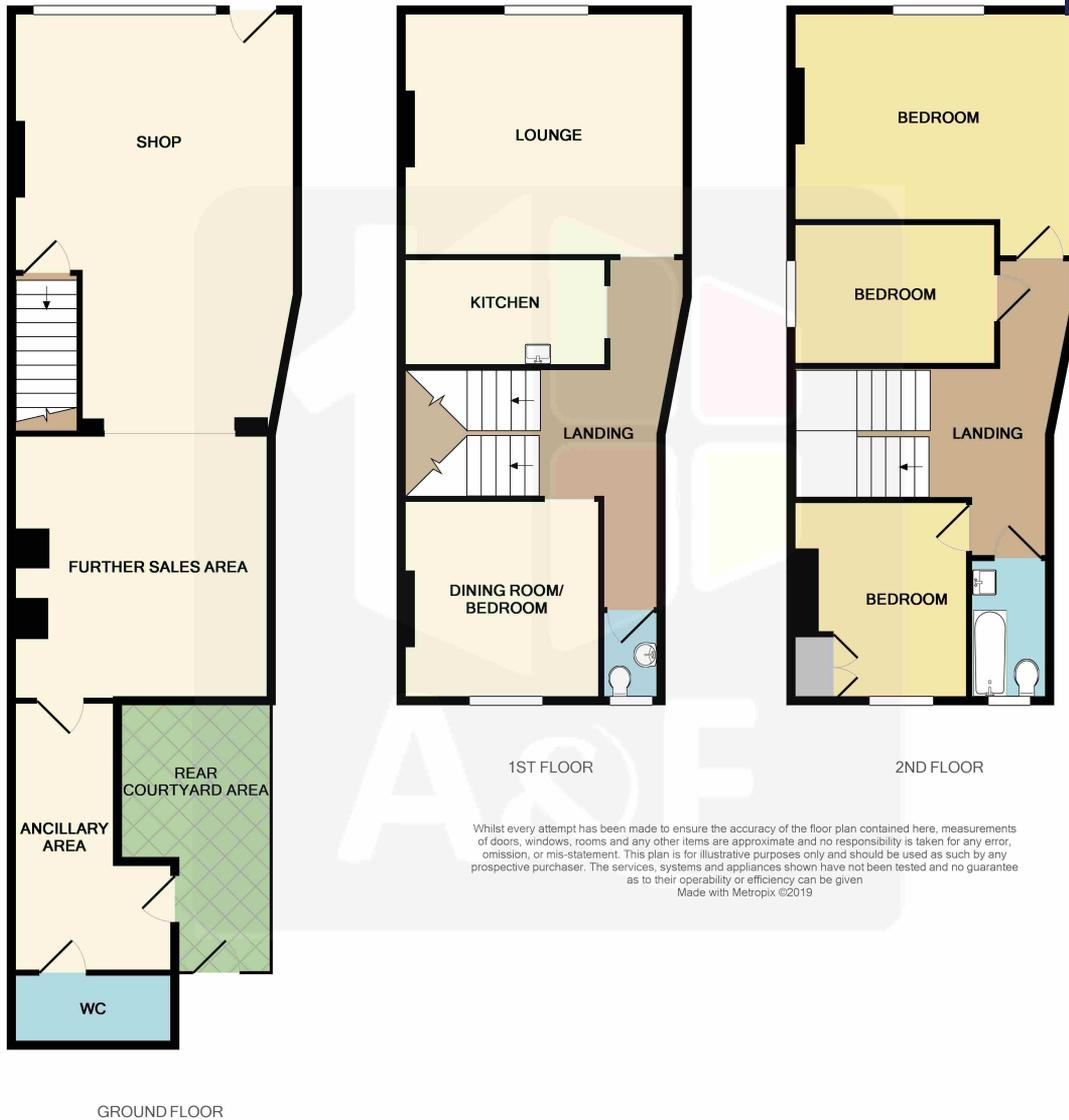 SHOP
FURTHER SALES AREA
ANCILLARY
AREA
REAR
COURTYARD AREA
WC
GROUND FLOOR
LOUNGE
KITCHEN
LANDING
DINING ROOM/
BEDROOM
1ST FLOOR
BEDROOM
BEDROOM
LANDING
BEDROOM
2ND FLOOR
A&F
Whilst every attempt has been made to ensure the accuracy of the floor plan contained here, measurements
of doors, windows, rooms and any other items are approximate and no responsibility is taken for any error,
omission, or mis-statement. This plan is for illustrative purposes only and should be used as such by any
prospective purchaser. The services, systems and appliances shown have not been tested and no guarantee
as to their operability or efficiency can be given
Made with Metropix ©2019